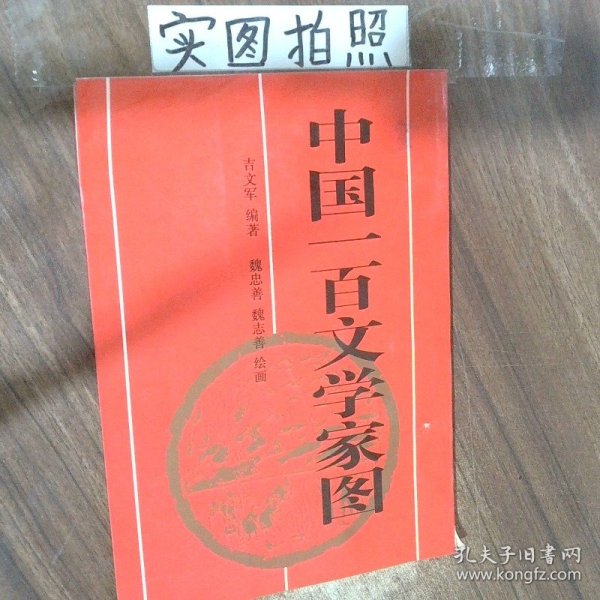 实图拍照
中国一百文学家图
吉文军 编著
魏忠善 魏志善 绘画
孔夫子旧书网
www.kongfz.com